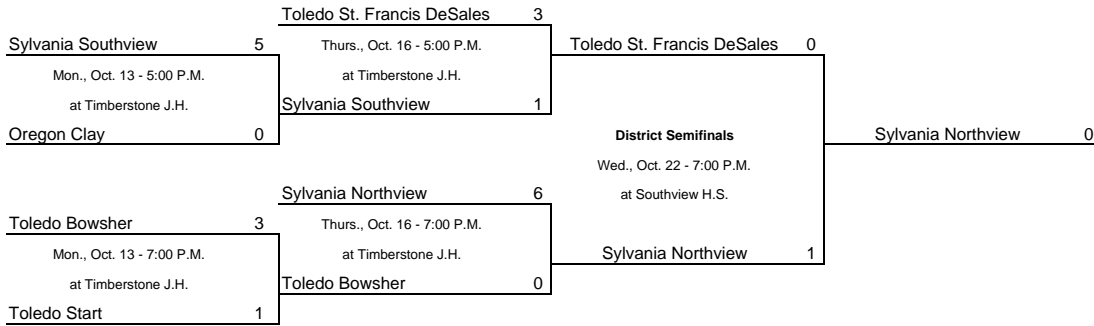 Toledo St. Francis DeSales 3
Sylvania Southview 5
Thurs., Oct. 16 - 5:00 P.M.
Toledo St. Francis DeSales 0
Mon., Oct. 13 - 5:00 P.M.
at Timberstone J.H.
at Timberstone J.H.
Sylvania Southview 1
Oregon Clay 0
District Semifinals
Sylvania Northview 0
Wed., Oct. 22 - 7:00 P.M.
Sylvania Northview 6
at Southview H.S.
Toledo Bowsher 3
Thurs., Oct. 16 - 7:00 P.M.
Mon., Oct. 13 - 7:00 P.M.
at Timberstone J.H.
Sylvania Northview 1
at Timberstone J.H.
Toledo Bowsher 0
Toledo Start 1